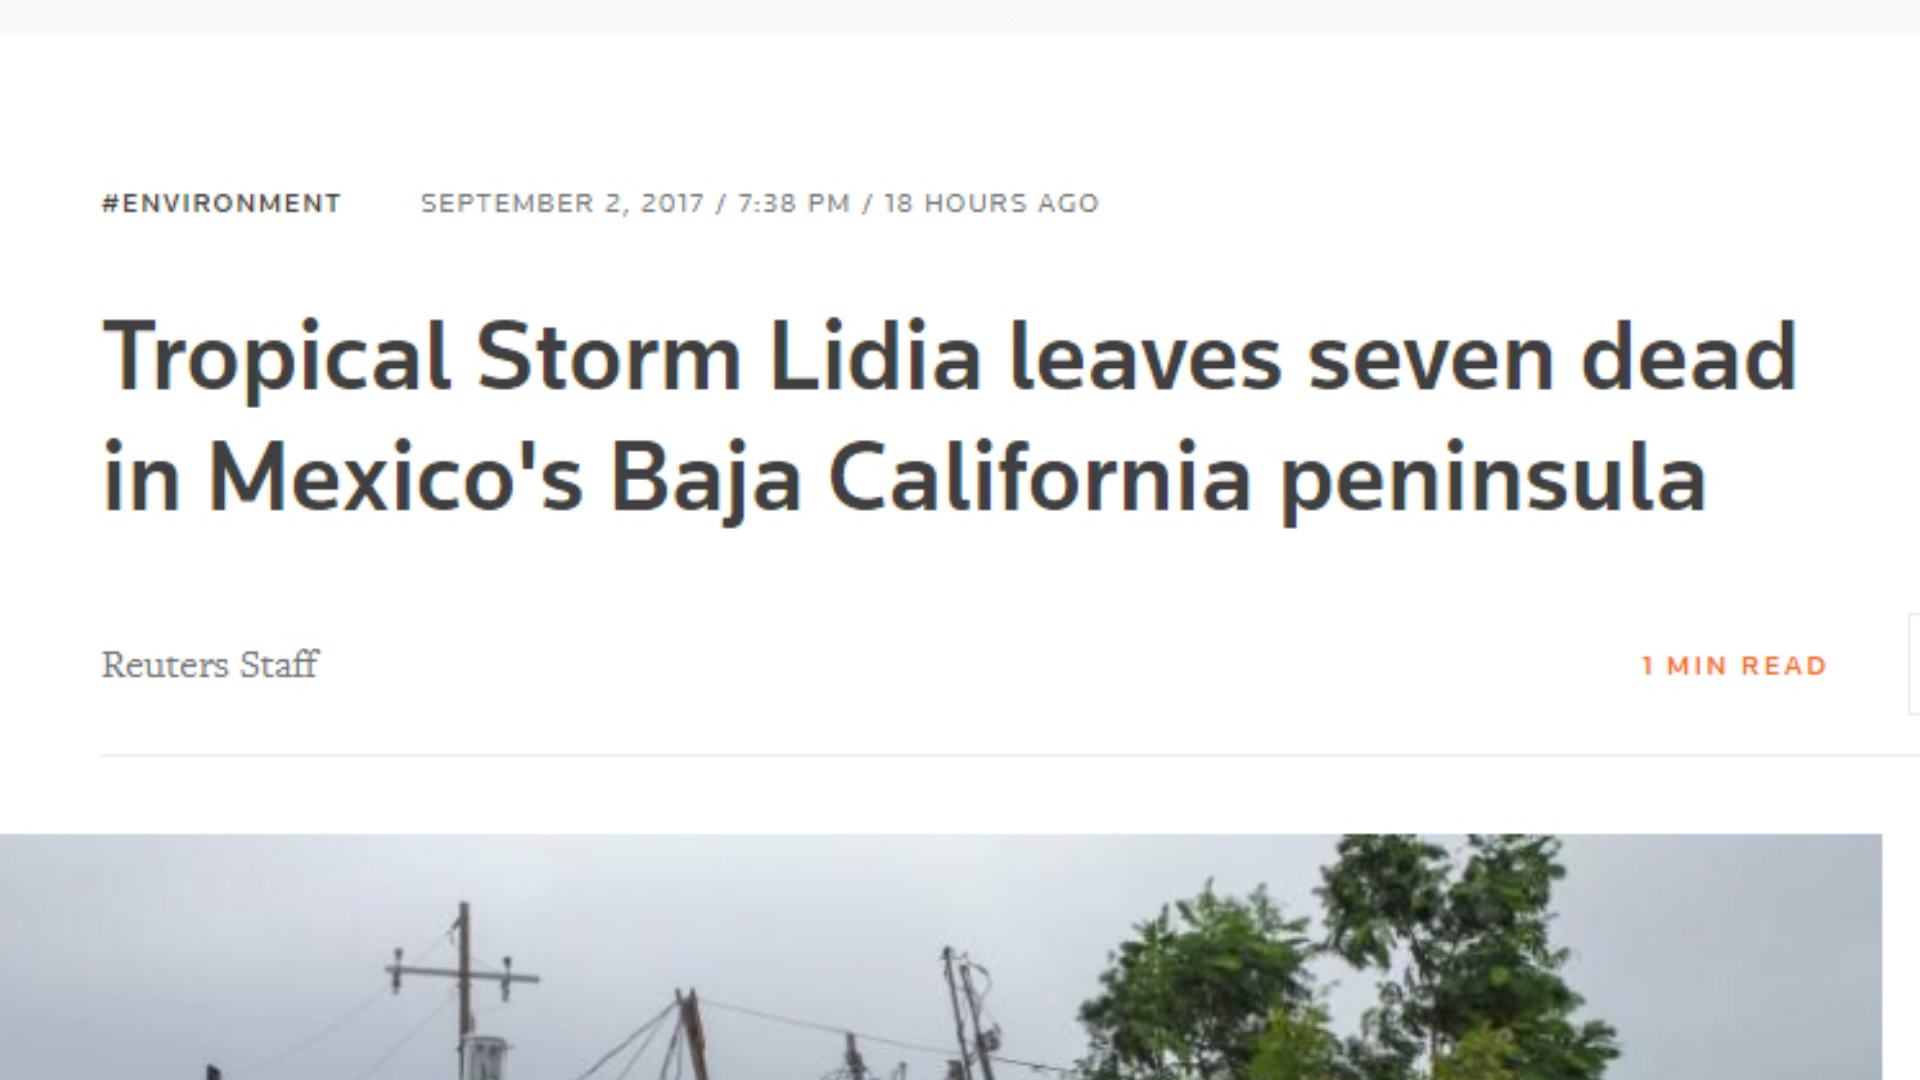 #ENVIRONMENT SEPTEMBER 2, 2017 / 7:38 PM / 18 HOURS AGO
Tropical Storm Lidia leaves seven dead
in Mexico's Baja California peninsula
Reuters Staff 1 MIN READ